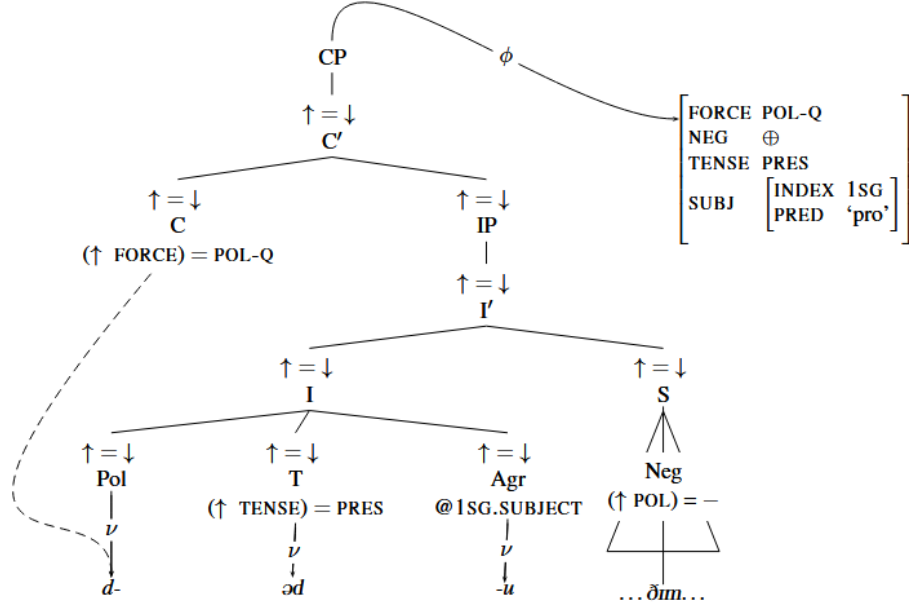 CP
ϕ
↑ = ↓
C′
FORCE POL-Q
NEG ⊕
TENSE PRES
SUBJ [INDEX 1SG
PRED ‘pro’]
↑ = ↓ ↑ = ↓
C IP
(↑ FORCE) = POL-Q
↑ = ↓
I′
↑ = ↓ ↑ = ↓
I S
↑ = ↓ ↑ = ↓ ↑ = ↓
Pol T Agr Neg
(↑ TENSE) = PRES @1SG.SUBJECT (↑ POL) = −
ν ν ν
d- əd -u …ðɪm…